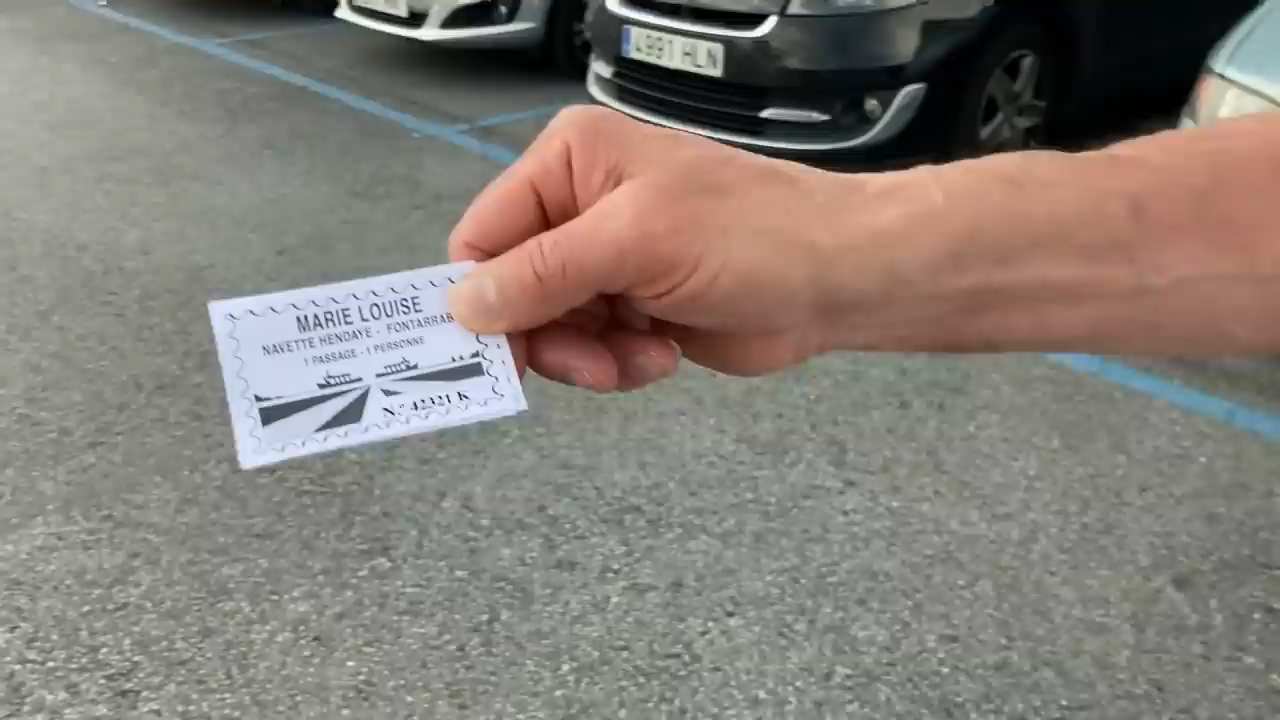 4991 HLN
MARIE LOUISE
NAVETTE HENDAYE - FONTARRAB
1 PASSAGE - 1 PERSONNE
N° 42321 K